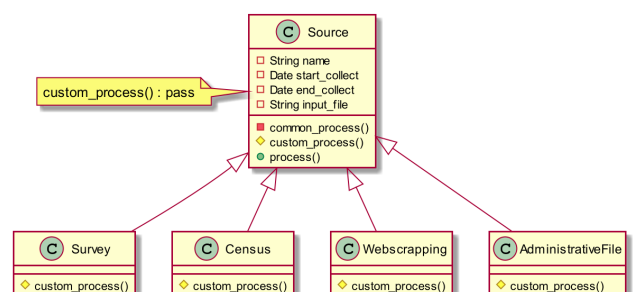 C Source
String name
Date start_collect
Date end_collect
String input_file
custom_process() : pass
common_process()
custom_process()
process()
C Survey
C Census
C Webscrapping
C AdministrativeFile
custom_process()
custom_process()
custom_process()
custom_process()